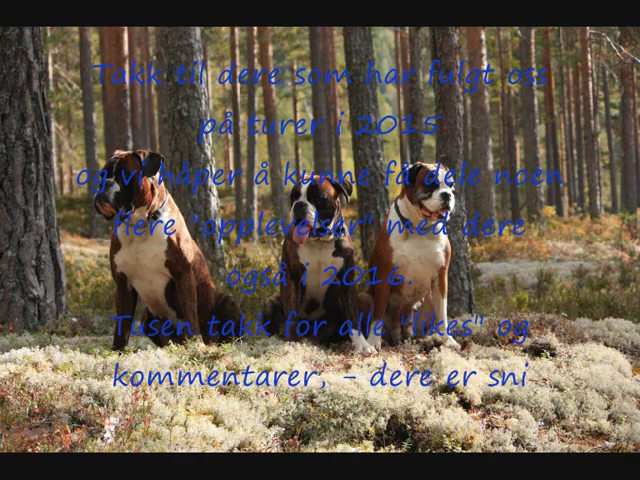 Takk til dere som har fulgt oss
på turer i 2015
og vi håper å kunne få dele noen
flere "opplevelser" med dere
også i 2016.
Tusen takk for alle "likes" og
kommentarer, - dere er sni